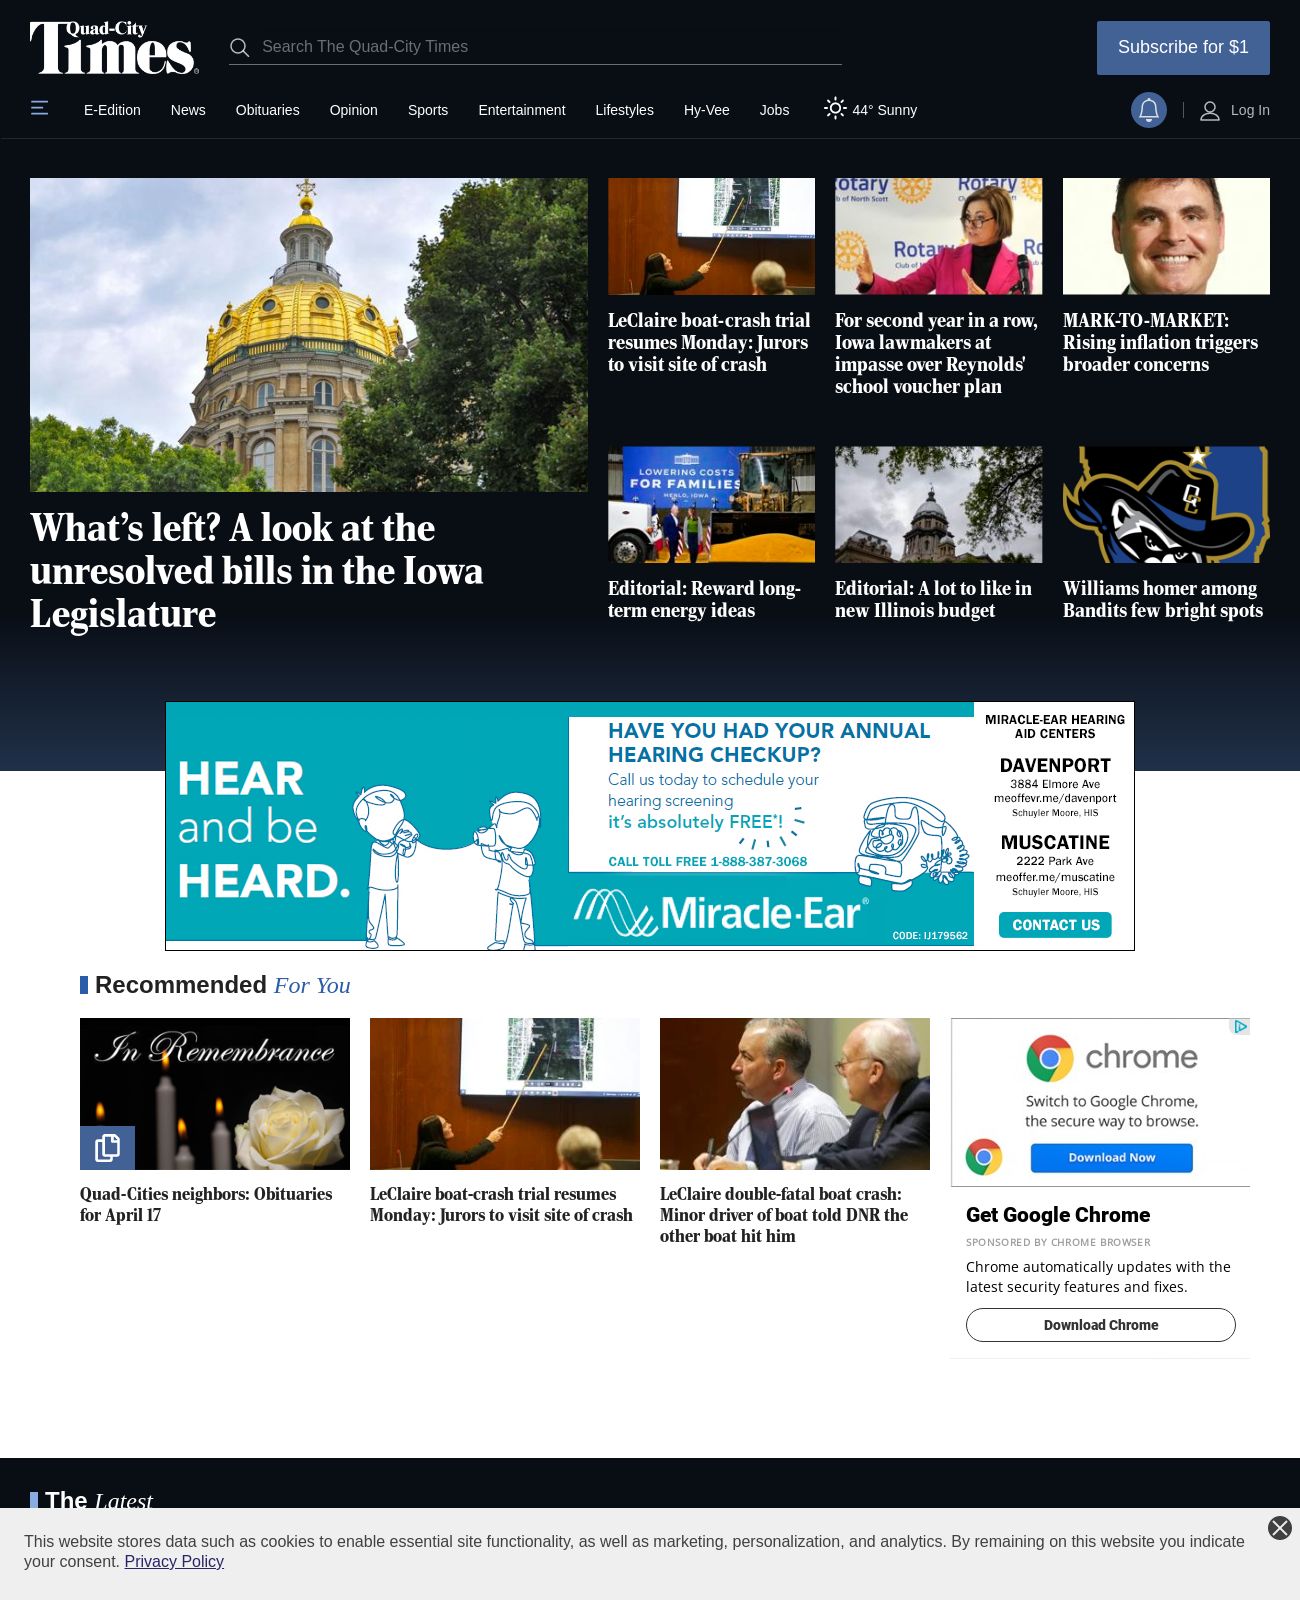 Quad-City
Times
Search The Quad-City Times
Subscribe for $1
E-Edition News Obituaries Opinion Sports Entertainment Lifestyles Hy-Vee Jobs 44° Sunny Log In
What’s left? A look at the
unresolved bills in the Iowa
Legislature
LeClaire boat-crash trial
resumes Monday: Jurors
to visit site of crash
Rotary
Club of North Scott
Rotary
For second year in a row,
Iowa lawmakers at
impasse over Reynolds'
school voucher plan
MARK-TO-MARKET:
Rising inflation triggers
broader concerns
LOWERING COSTS
FOR FAMILIES
MENLO, IOWA
Editorial: Reward long-
term energy ideas
Editorial: A lot to like in
new Illinois budget
Williams homer among
Bandits few bright spots
HEAR
and be
HEARD.
HAVE YOU HAD YOUR ANNUAL
HEARING CHECKUP?
Call us today to schedule your
hearing screening
it’s absolutely FREE*!
CALL TOLL FREE 1-888-387-3068
Miracle-Ear®
CODE: IJ179562
MIRACLE-EAR HEARING
AID CENTERS
DAVENPORT
3884 Elmore Ave
meoffevr.me/davenport
Schuyler Moore, HIS
MUSCATINE
2222 Park Ave
meoffer.me/muscatine
Schuyler Moore, HIS
CONTACT US
Recommended For You
In Remembrance
Quad-Cities neighbors: Obituaries
for April 17
LeClaire boat-crash trial resumes
Monday: Jurors to visit site of crash
LeClaire double-fatal boat crash:
Minor driver of boat told DNR the
other boat hit him
chrome
Switch to Google Chrome,
the secure way to browse.
Download Now
Get Google Chrome
SPONSORED BY CHROME BROWSER
Chrome automatically updates with the
latest security features and fixes.
Download Chrome
The Latest
This website stores data such as cookies to enable essential site functionality, as well as marketing, personalization, and analytics. By remaining on this website you indicate
your consent. Privacy Policy